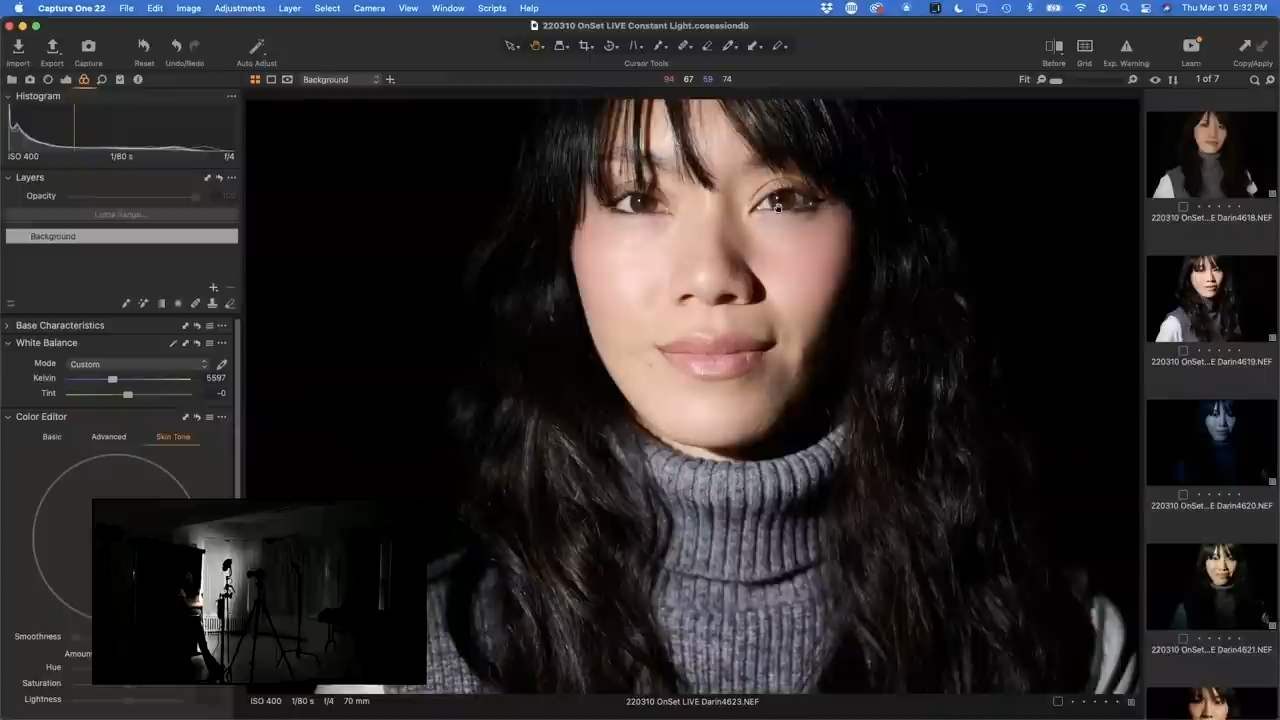 Capture One 22 File Edit Image Adjustments Layer Select Camera View Window Scripts Help Thu Mar 10 5:32 PM
220310 OnSet LIVE Constant Light.cosessiondb
Import Export Capture Reset Undo/Redo Auto Adjust Cursor Tools Before Grid Exp. Warning Learn Copy/Apply
Background 94 67 59 74 Fit 1 of 7
Histogram
ISO 400 1/80 s f/4
Layers
Opacity 100
Luma Range...
Background
Base Characteristics
White Balance
Mode Custom
Kelvin 5597
Tint -0
Color Editor
Basic Advanced Skin Tone
Smoothness
Amoun
Hue
Saturation
Lightness
ISO 400 1/80 s f/4 70 mm 220310 OnSet LIVE Darin4623.NEF
220310 OnSet...E Darin4618.NEF
220310 OnSet...E Darin4619.NEF
220310 OnSet...E Darin4620.NEF
220310 OnSet...E Darin4621.NEF